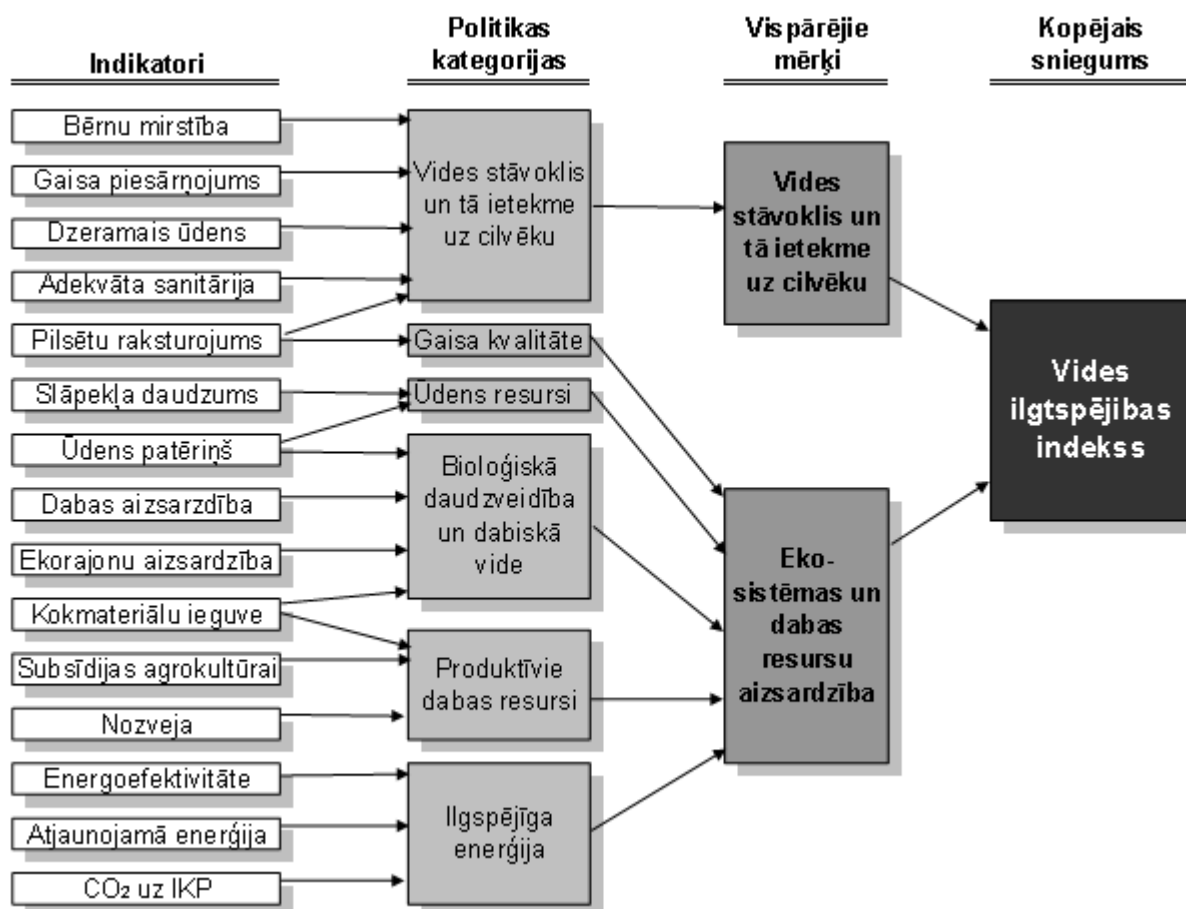 Indikatori
Politikas
kategorijas
Vispārējie
mērķi
Kopējais
sniegums
Bērnu mirstība
Gaisa piesārņojums
Dzeramais ūdens
Adekvāta sanitārija
Pilsētu raksturojums
Slāpekļa daudzums
Ūdens patēriņš
Dabas aizsarzdība
Ekorajonu aizsardzība
Kokmateriālu ieguve
Subsīdijas agrokultūrai
Nozveja
Energoefektivitāte
Atjaunojamā enerģija
CO₂ uz IKP
Vides stāvoklis
un tā ietekme
uz cilvēku
Gaisa kvalitāte
Ūdens resursi
Bioloģiskā
daudzveidība
un dabiskā
vide
Produktīvie
dabas resursi
Ilgspējīga
enerģija
Vides
stāvoklis un
tā ietekme
uz cilvēku
Eko-
sistēmas un
dabas
resursu
aizsardzība
Vides
ilgtspējības
indekss